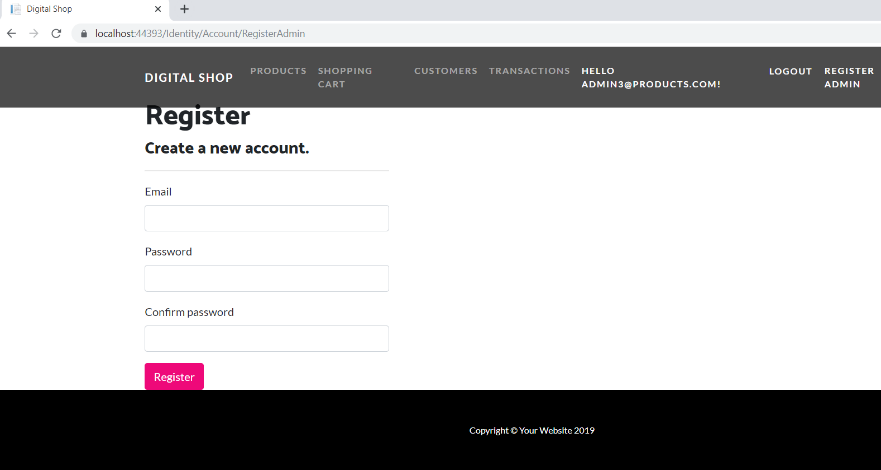 Digital Shop
localhost:44393/Identity/Account/RegisterAdmin
DIGITAL SHOP
PRODUCTS
SHOPPING
CART
CUSTOMERS
TRANSACTIONS
HELLO
ADMIN3@PRODUCTS.COM!
LOGOUT
REGISTER
ADMIN
Register
Create a new account.
Email
Password
Confirm password
Register
Copyright © Your Website 2019